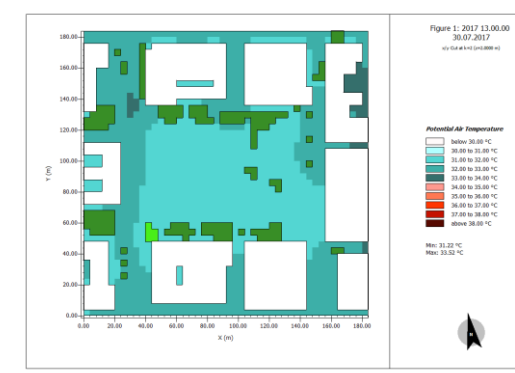 Figure 1: 2017 13.00.00
30.07.2017
x/y Cut at k=3 (z=1.0000 m)
180.00
160.00
140.00
120.00
100.00
80.00
60.00
40.00
20.00
0.00
Y (m)
0.00 20.00 40.00 60.00 80.00 100.00 120.00 140.00 160.00 180.00
X (m)
Potential Air Temperature
below 30.00 °C
30.00 to 31.00 °C
31.00 to 32.00 °C
32.00 to 33.00 °C
33.00 to 34.00 °C
34.00 to 35.00 °C
35.00 to 36.00 °C
36.00 to 37.00 °C
37.00 to 38.00 °C
above 38.00 °C
Min: 31.22 °C
Max: 33.52 °C